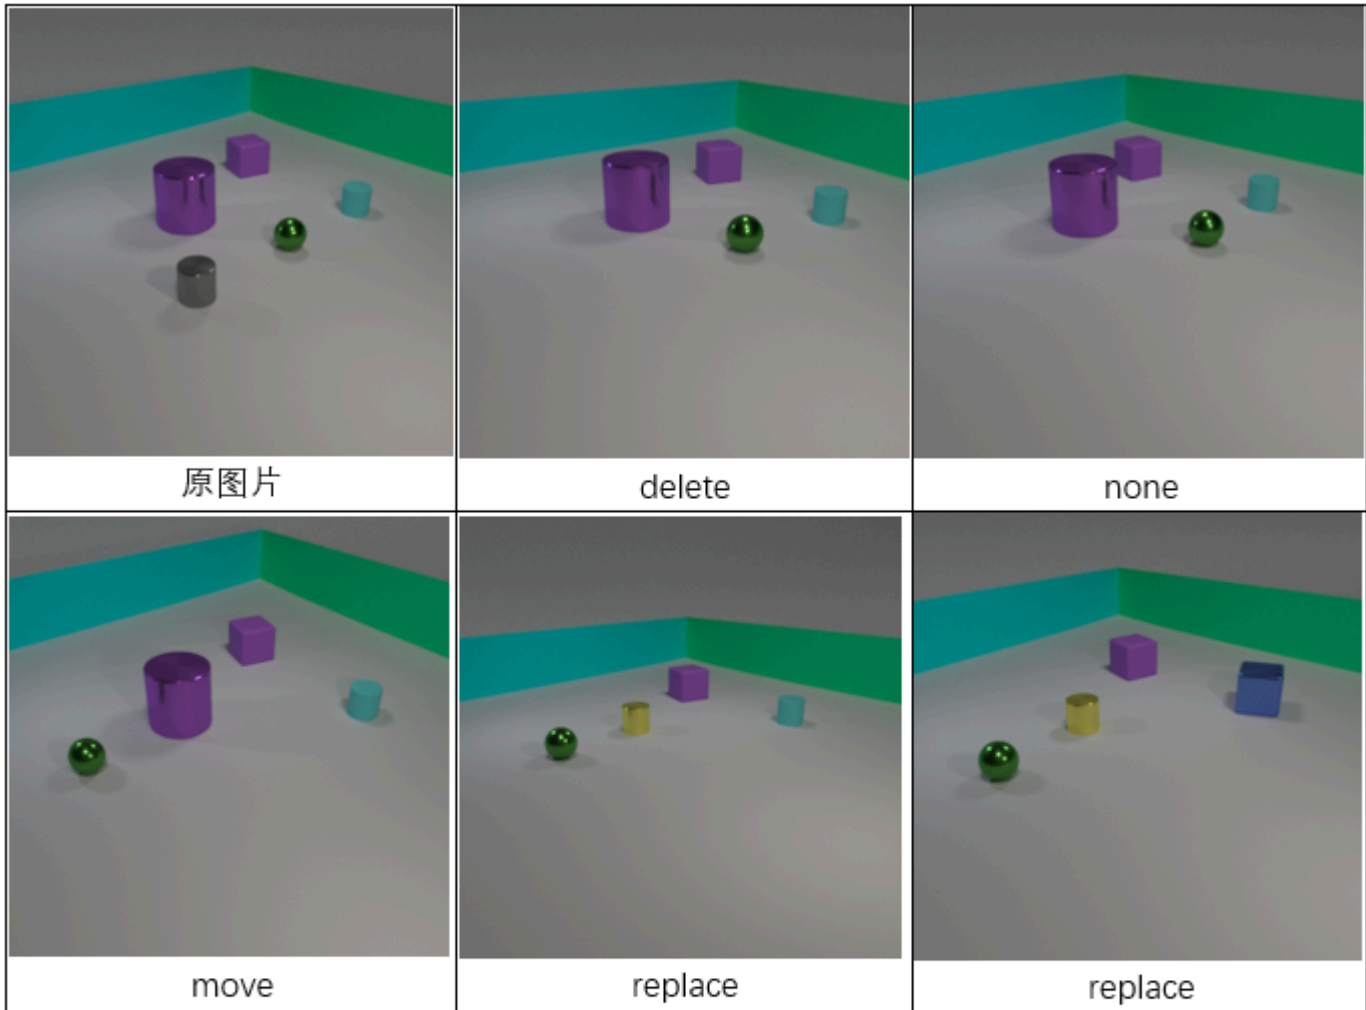 原图片
delete
none
move
replace
replace